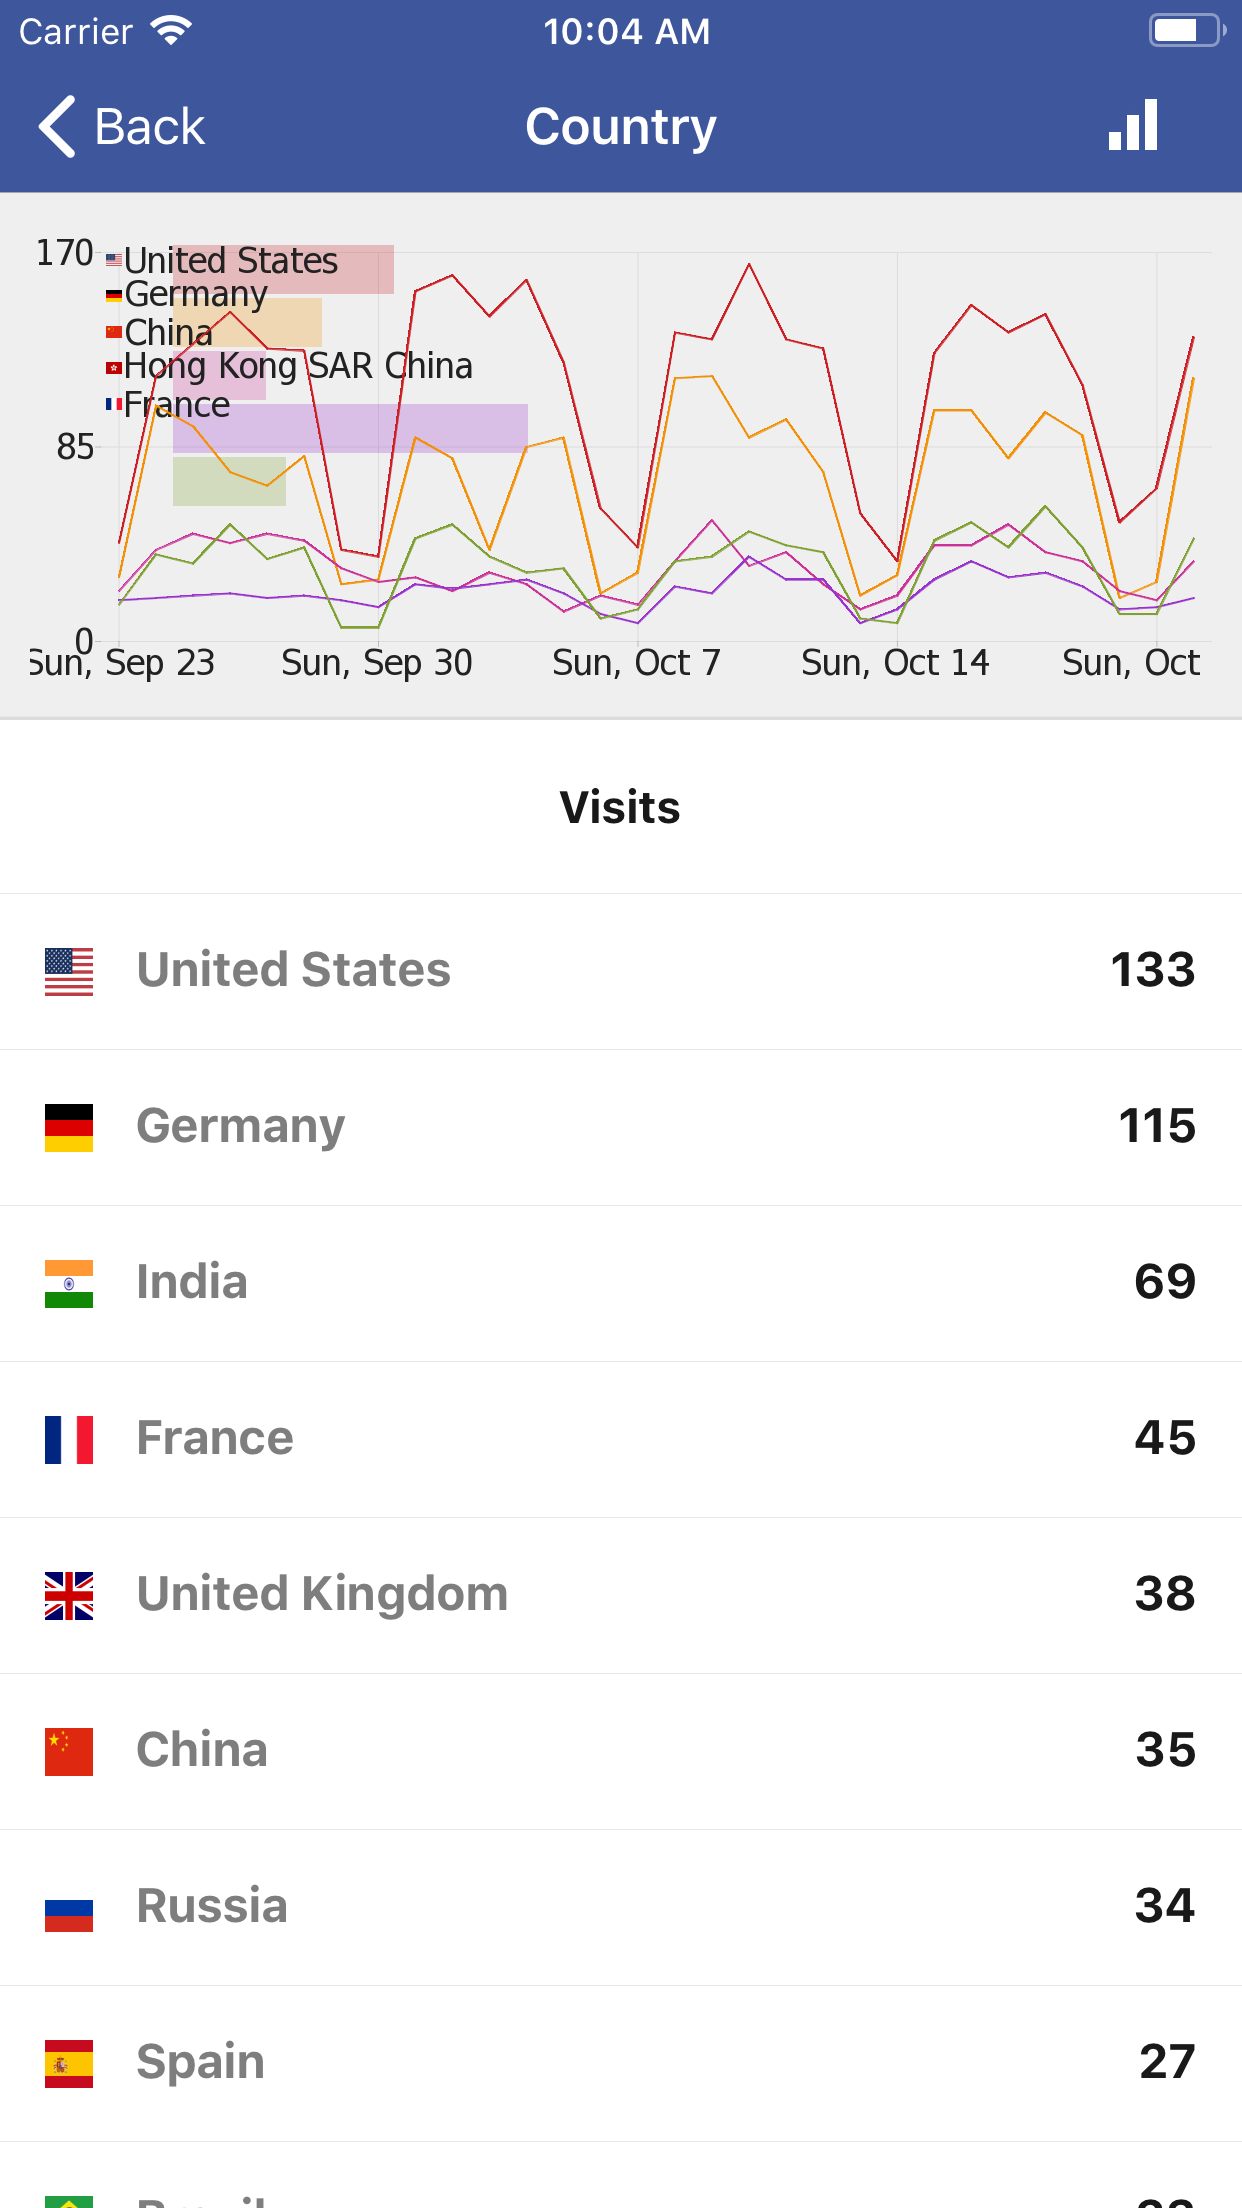 Carrier 10:04 AM
Back Country
170
United States
Germany
China
Hong Kong SAR China
France
85
0
Sun, Sep 23 Sun, Sep 30 Sun, Oct 7 Sun, Oct 14 Sun, Oct
Visits
United States 133
Germany 115
India 69
France 45
United Kingdom 38
China 35
Russia 34
Spain 27